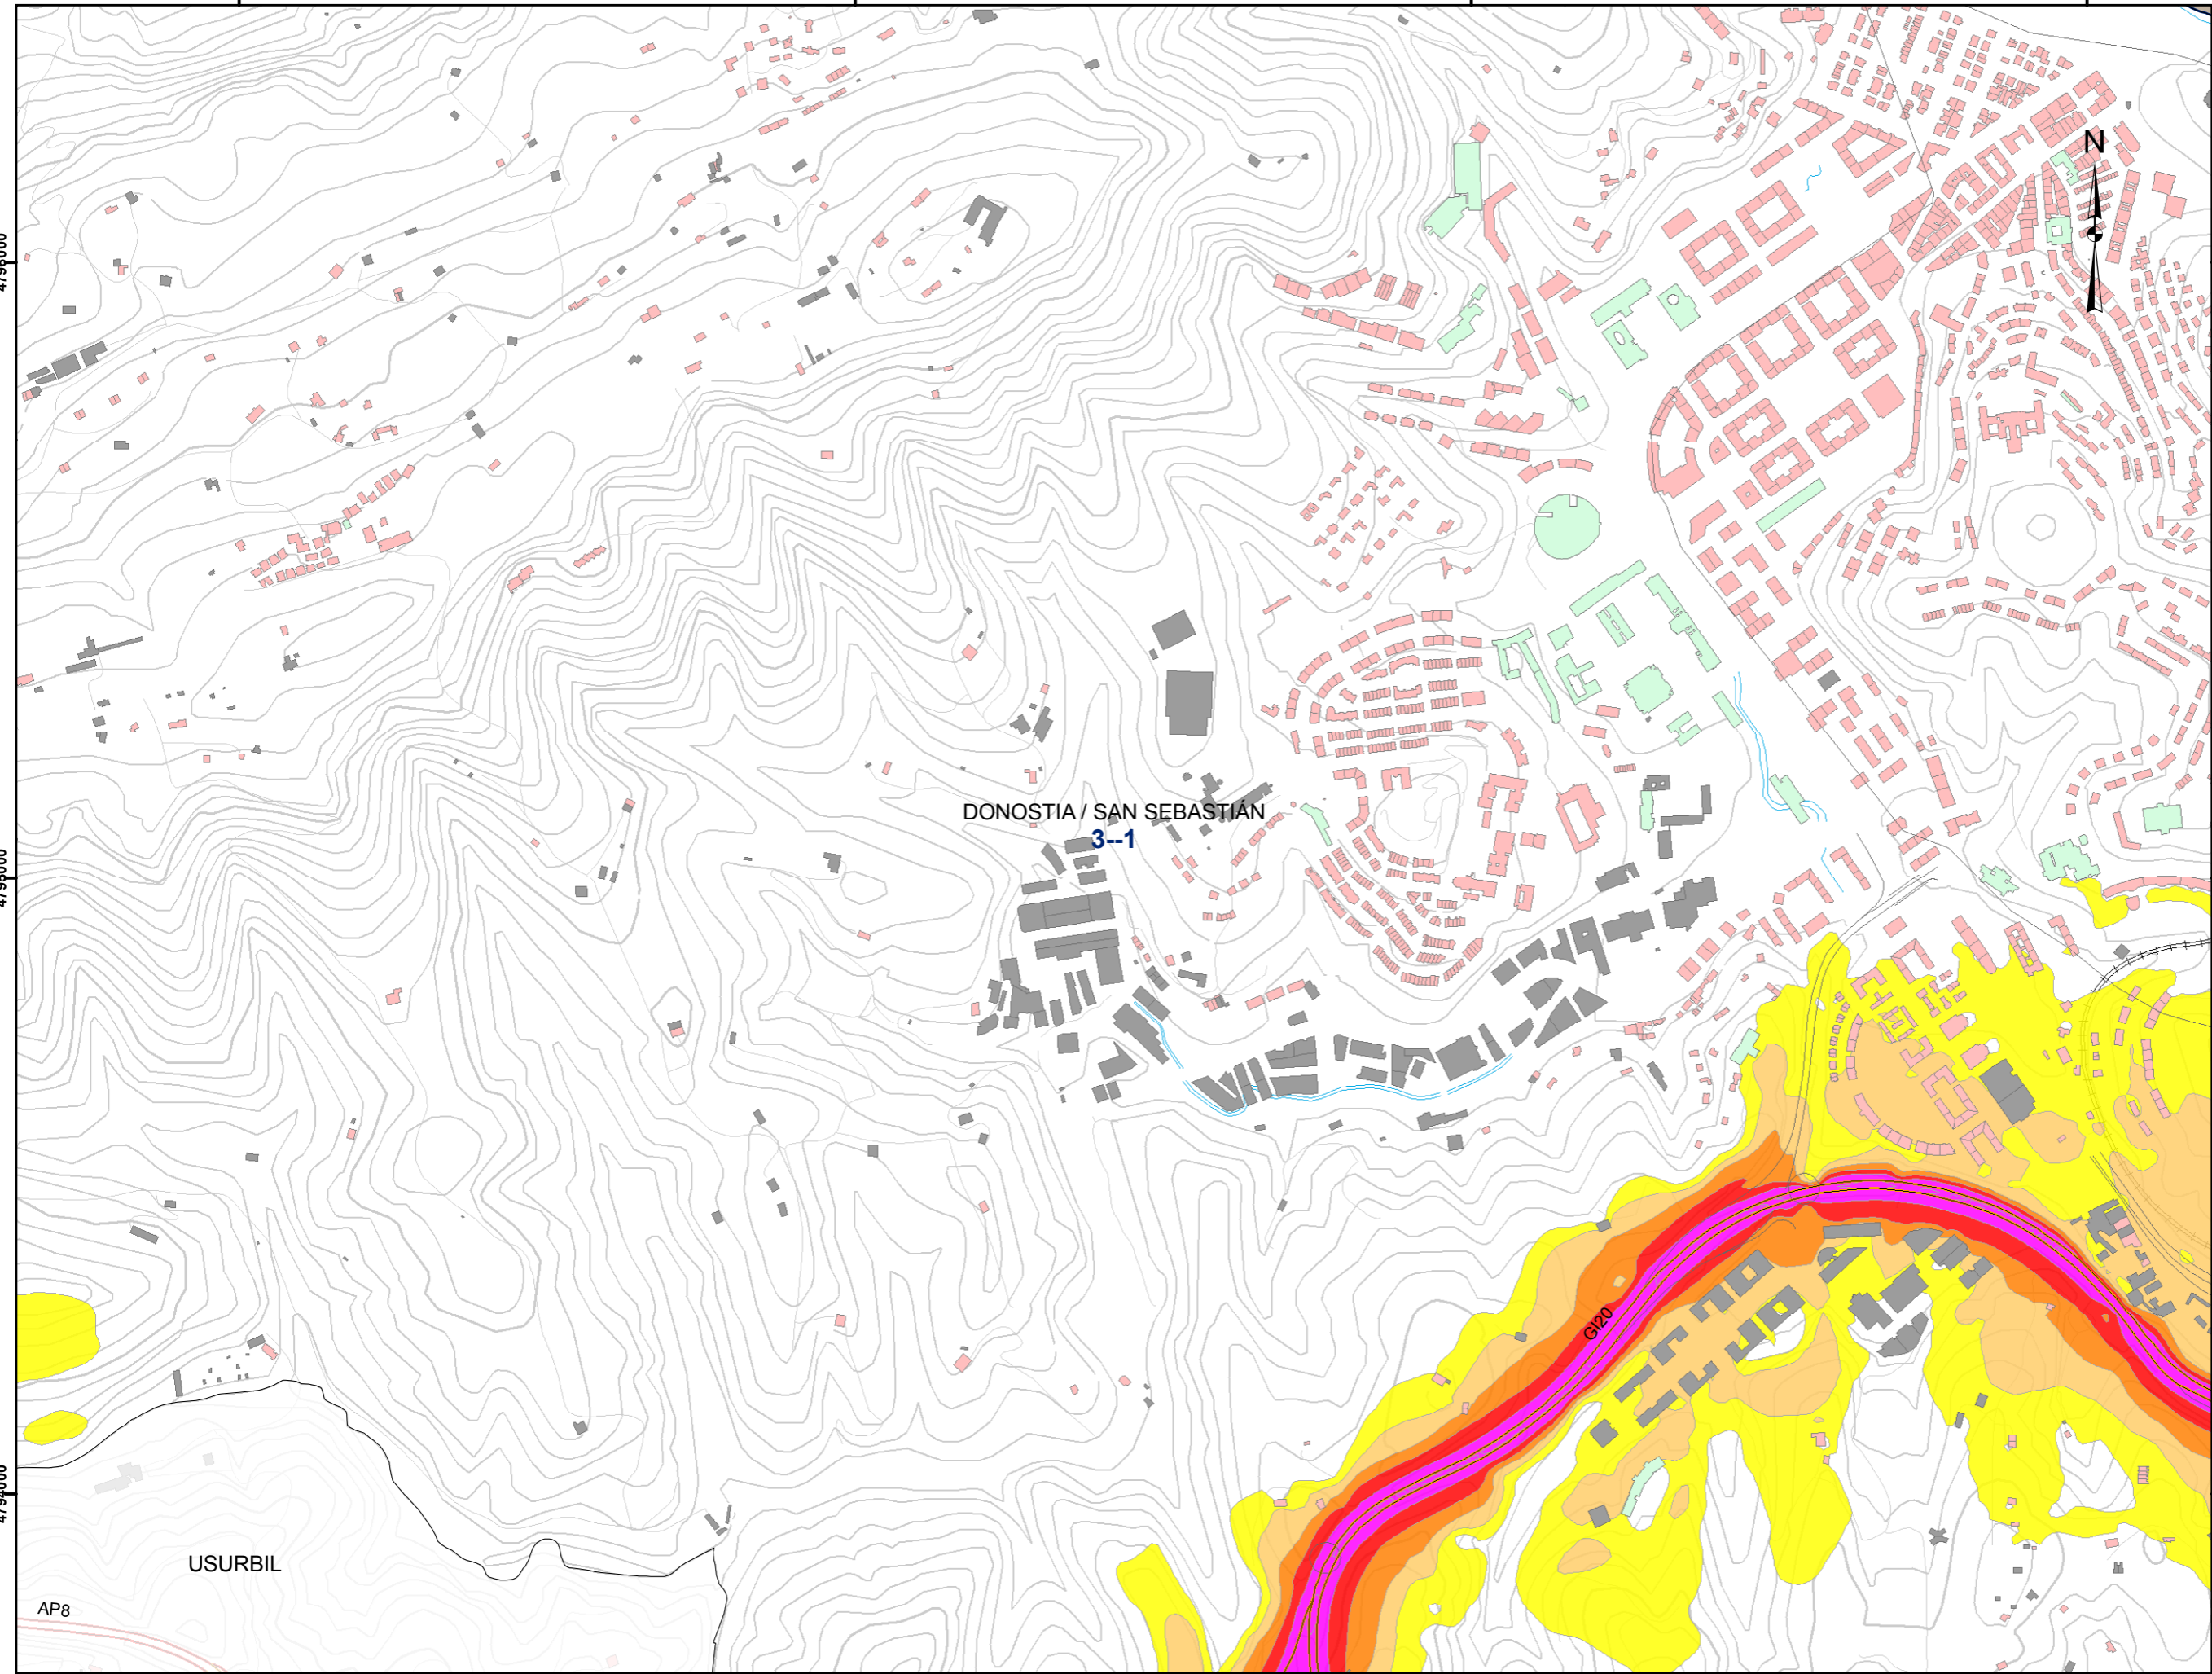 N
DONOSTIA / SAN SEBASTIÁN
3--1
GI20
USURBIL
AP8